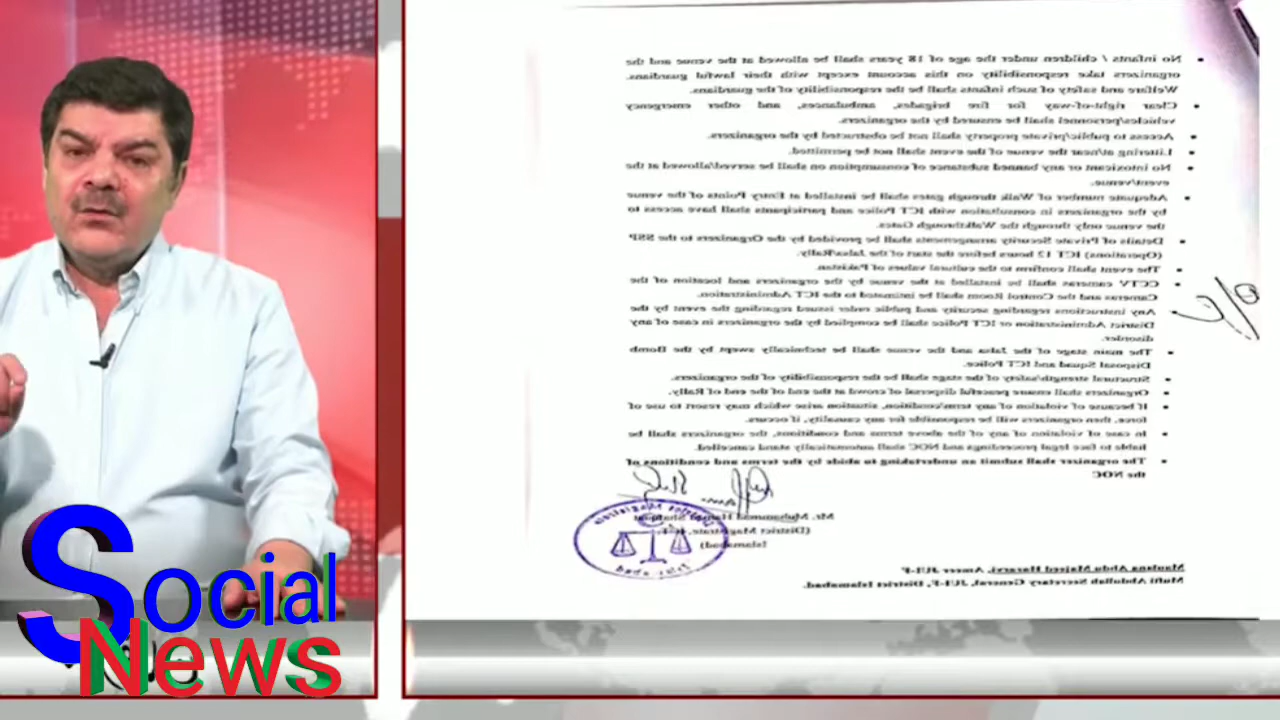 • No infants / children under the age of 18 years shall be allowed at the venue and the
organizers take responsibility on this account except with their lawful guardians.
Welfare and safety of such infants shall be the responsibility of the guardians.
• Clear right-of-way for fire brigades, ambulances, and other emergency
vehicles/personnel shall be ensured by the organizers.
• Access to public/private property shall not be obstructed by the organizers.
• Littering at/near the venue of the event shall not be permitted.
• No intoxicant or any banned substance of consumption on shall be served/allowed at the
event/venue.
• Adequate number of Walk through gates shall be installed at Entry Points of the venue
by the organizers in consultation with ICT Police and participants shall have access to
the venue only through the Walkthrough Gates.
• Details of Private Security arrangements shall be provided by the Organizers to the SSP
(Operations) ICT 12 hours before the start of the Jalsa/Rally.
• The event shall confirm to the cultural values of Pakistan.
• CCTV cameras shall be installed at the venue by the organizers and location of the
Cameras and the Control Room shall be intimated to the ICT Administration.
• Any instructions regarding security and public order issued regarding the event by the
District Administration or ICT Police shall be complied by the organizers in case of any
disorder.
• The main stage of the Jalsa and the venue shall be technically swept by the Bomb
Disposal Squad and ICT Police.
• Structural strength/safety of the stage shall be the responsibility of the organizers.
• Organizers shall ensure peaceful dispersal of crowd at the end of the end of Rally.
• If because of violation of any term/condition, situation arise which may resort to use of
force, then organizers will be responsible for any causality, if occurs.
• In case of violation of any of the above terms and conditions, the organizers shall be
liable to face legal proceedings and NOC shall automatically stand cancelled.
• The organizer shall submit an undertaking to abide by the terms and conditions of
the NOC
Mr. Muhammad Hamza Shafqaat
(District Magistrate, ICT
Islamabad)
Maulana Abdu Majeed Hazarvi, Ameer JUI-F
Mufti Abdullah Secretary General, JUI-F, District Islamabad.
Social
News